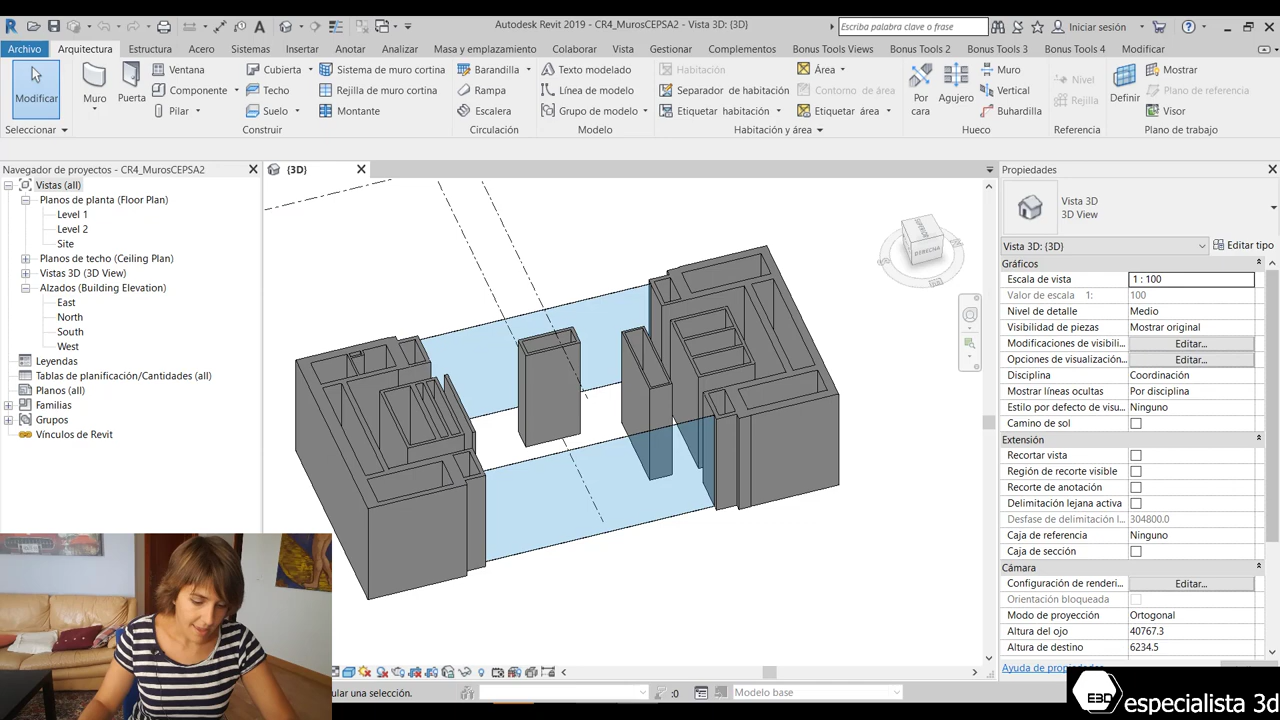 Autodesk Revit 2019 - CR4_MurosCEPSA2 - Vista 3D: {3D}
Escriba palabra clave o frase
Iniciar sesión
Archivo Arquitectura Estructura Acero Sistemas Insertar Anotar Analizar Masa y emplazamiento Colaborar Vista Gestionar Complementos Bonus Tools Views Bonus Tools 2 Bonus Tools 3 Bonus Tools 4 Modificar
Modificar
Seleccionar
Muro
Puerta
Ventana
Componente
Pilar
Cubierta
Techo
Suelo
Sistema de muro cortina
Rejilla de muro cortina
Montante
Construir
Barandilla
Rampa
Escalera
Circulación
Texto modelado
Línea de modelo
Grupo de modelo
Modelo
Habitación
Separador de habitación
Etiquetar habitación
Área
Contorno de área
Etiquetar área
Habitación y área
Por cara
Agujero
Muro
Vertical
Buhardilla
Hueco
Nivel
Rejilla
Referencia
Definir
Mostrar
Plano de referencia
Visor
Plano de trabajo
Navegador de proyectos - CR4_MurosCEPSA2
Vistas (all)
Planos de planta (Floor Plan)
Level 1
Level 2
Site
Planos de techo (Ceiling Plan)
Vistas 3D (3D View)
Alzados (Building Elevation)
East
North
South
West
Leyendas
Tablas de planificación/Cantidades (all)
Planos (all)
Familias
Grupos
Vínculos de Revit
{3D}
DERECHA
Propiedades
Vista 3D
3D View
Vista 3D: {3D}
Editar tipo
Gráficos
Escala de vista 1 : 100
Valor de escala 1: 100
Nivel de detalle Medio
Visibilidad de piezas Mostrar original
Modificaciones de visibili... Editar...
Opciones de visualización... Editar...
Disciplina Coordinación
Mostrar líneas ocultas Por disciplina
Estilo por defecto de visu... Ninguno
Camino de sol
Extensión
Recortar vista
Región de recorte visible
Recorte de anotación
Delimitación lejana activa
Desfase de delimitación l... 304800.0
Caja de referencia Ninguno
Caja de sección
Cámara
Configuración de renderi... Editar...
Orientación bloqueada
Modo de proyección Ortogonal
Altura del ojo 40767.3
Altura de destino 6234.5
Ayuda de propiedades
ular una selección.
:0
Modelo base
E3D
especialista 3d